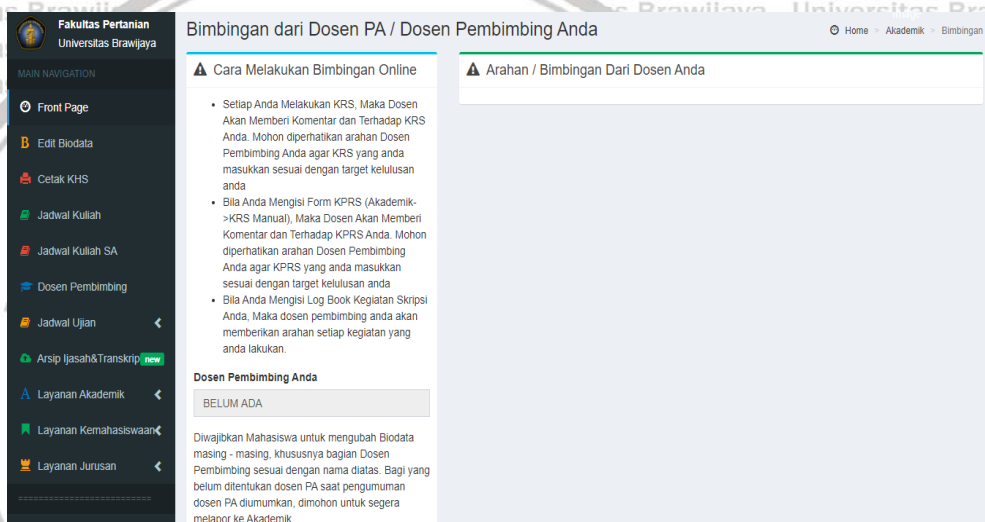 Fakultas Pertanian
Universitas Brawijaya
MAIN NAVIGATION
Front Page
Edit Biodata
Cetak KHS
Jadwal Kuliah
Jadwal Kuliah SA
Dosen Pembimbing
Jadwal Ujian
Arsip Ijasah&Transkrip new
Layanan Akademik
Layanan Kemahasiswaan
Layanan Jurusan
===========================
Bimbingan dari Dosen PA / Dosen Pembimbing Anda
Home > Akademik > Bimbingan
Cara Melakukan Bimbingan Online
• Setiap Anda Melakukan KRS, Maka Dosen
Akan Memberi Komentar dan Terhadap KRS
Anda. Mohon diperhatikan arahan Dosen
Pembimbing Anda agar KRS yang anda
masukkan sesuai dengan target kelulusan
anda
• Bila Anda Mengisi Form KPRS (Akademik-
>KRS Manual), Maka Dosen Akan Memberi
Komentar dan Terhadap KPRS Anda. Mohon
diperhatikan arahan Dosen Pembimbing
Anda agar KPRS yang anda masukkan
sesuai dengan target kelulusan anda
• Bila Anda Mengisi Log Book Kegiatan Skripsi
Anda, Maka dosen pembimbing anda akan
memberikan arahan setiap kegiatan yang
anda lakukan.
Dosen Pembimbing Anda
BELUM ADA
Diwajibkan Mahasiswa untuk mengubah Biodata
masing - masing, khususnya bagian Dosen
Pembimbing sesuai dengan nama diatas. Bagi yang
belum ditentukan dosen PA saat pengumuman
dosen PA diumumkan, dimohon untuk segera
melapor ke Akademik
Arahan / Bimbingan Dari Dosen Anda